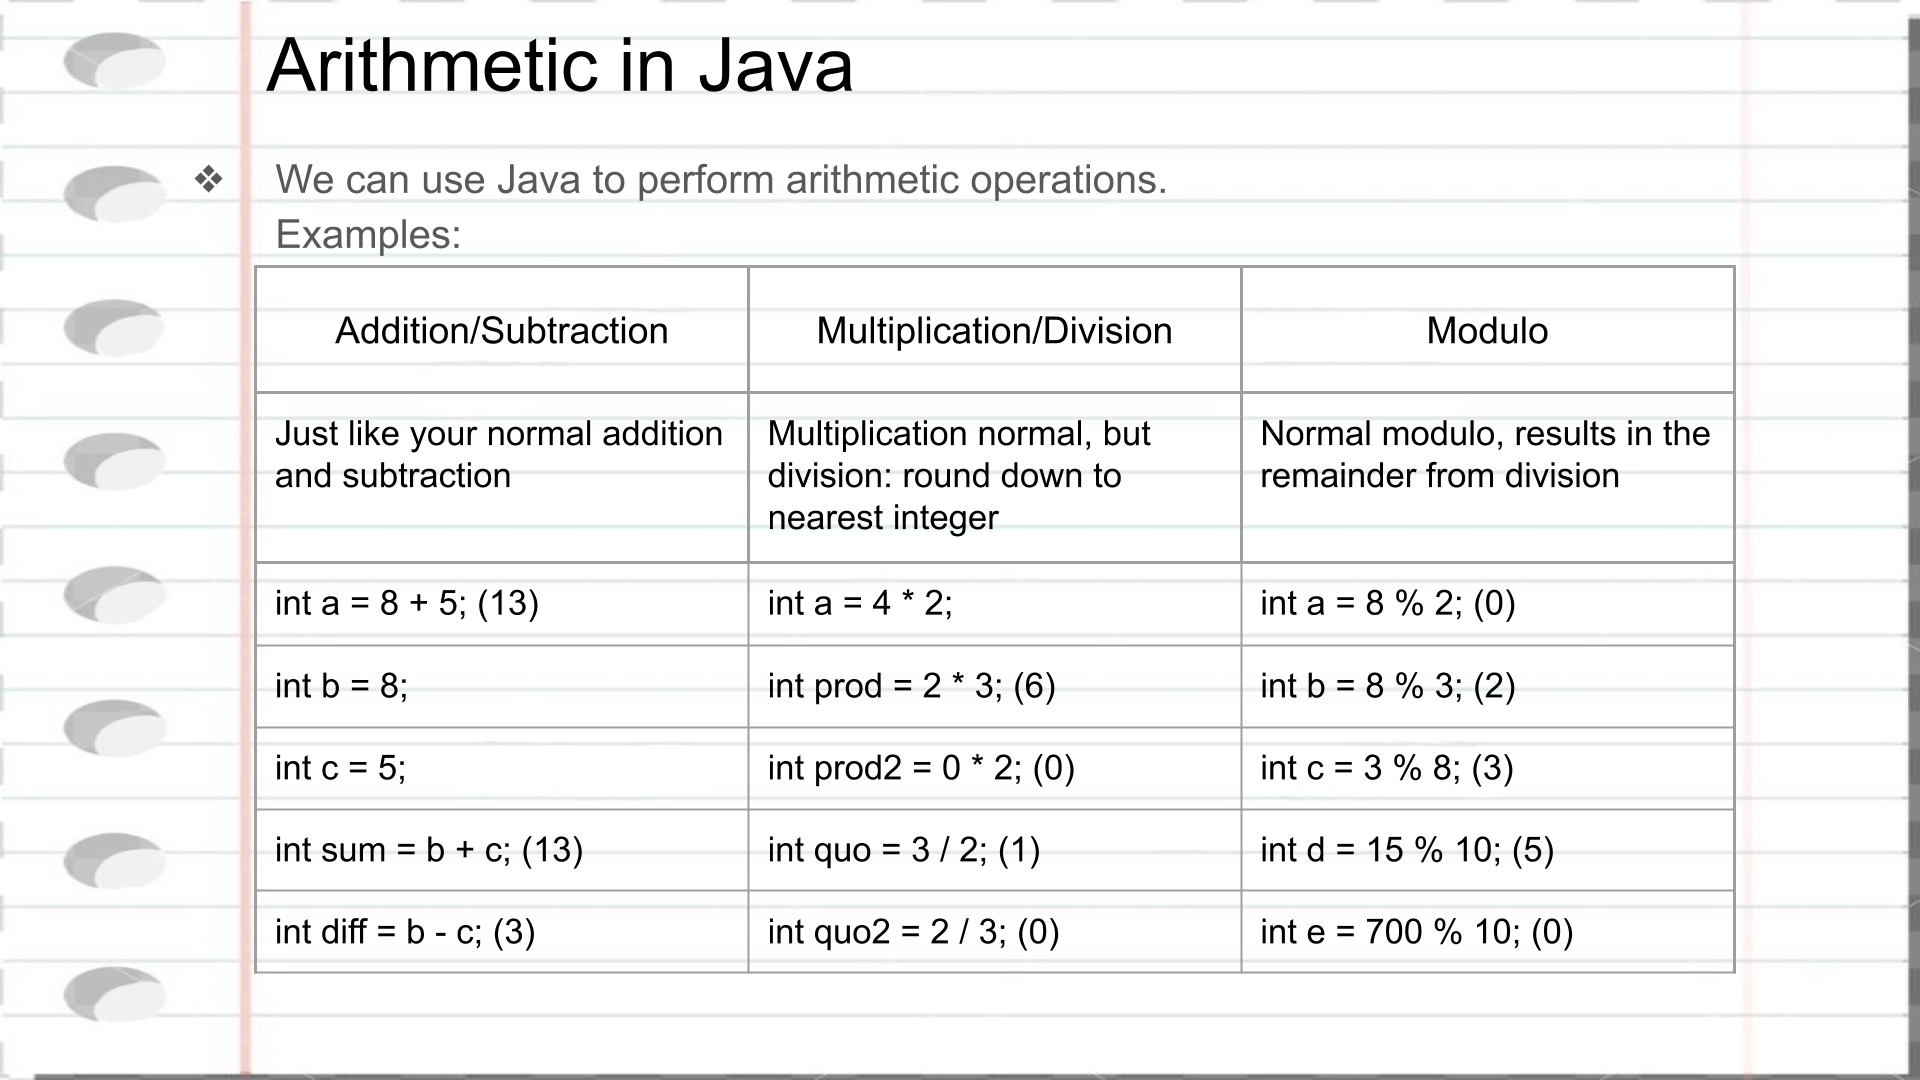 Arithmetic in Java
❖ We can use Java to perform arithmetic operations.
Examples:
Addition/Subtraction
Multiplication/Division
Modulo
Just like your normal addition
and subtraction
Multiplication normal, but
division: round down to
nearest integer
Normal modulo, results in the
remainder from division
int a = 8 + 5; (13)
int a = 4 * 2;
int a = 8 % 2; (0)
int b = 8;
int prod = 2 * 3; (6)
int b = 8 % 3; (2)
int c = 5;
int prod2 = 0 * 2; (0)
int c = 3 % 8; (3)
int sum = b + c; (13)
int quo = 3 / 2; (1)
int d = 15 % 10; (5)
int diff = b - c; (3)
int quo2 = 2 / 3; (0)
int e = 700 % 10; (0)